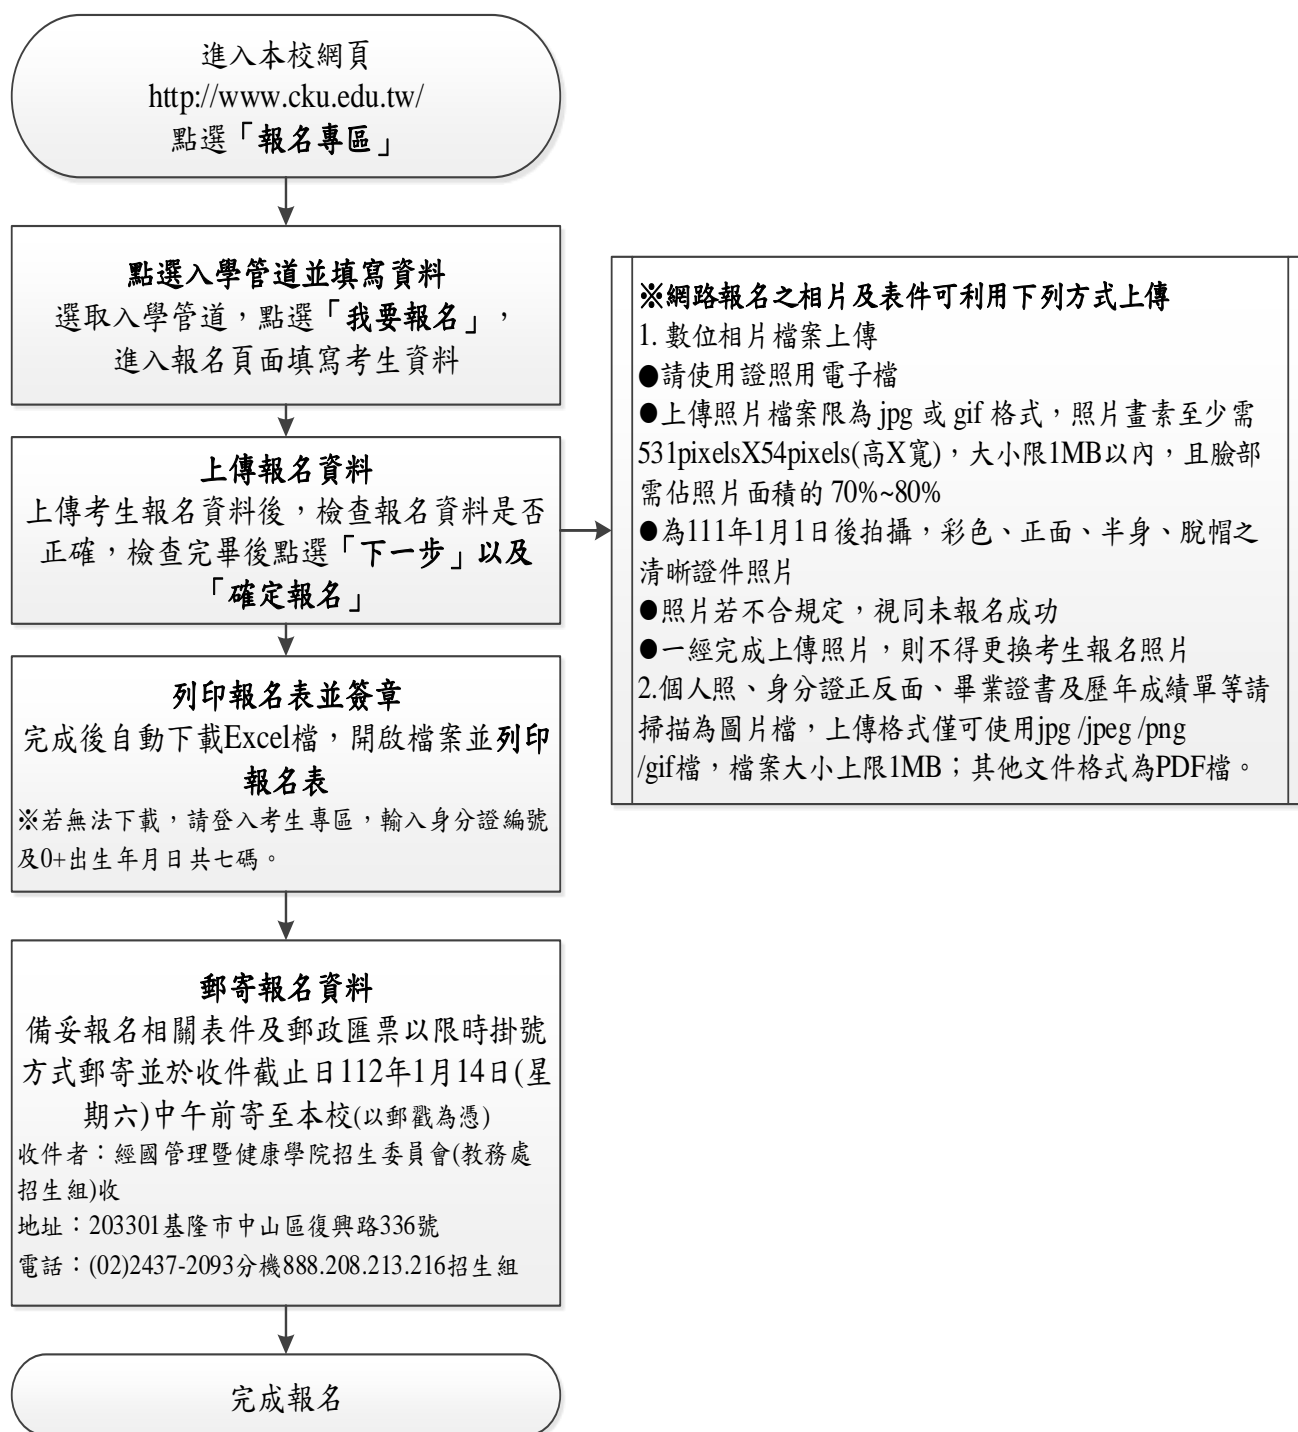 進入本校網頁
http://www.cku.edu.tw/
點選「報名專區」
點選入學管道並填寫資料
選取入學管道，點選「我要報名」，
進入報名頁面填寫考生資料
上傳報名資料
上傳考生報名資料後，檢查報名資料是否
正確，檢查完畢後點選「下一步」以及
「確定報名」
※網路報名之相片及表件可利用下列方式上傳
1. 數位相片檔案上傳
●請使用證照用電子檔
●上傳照片檔案限為 jpg 或 gif 格式，照片畫素至少需
531pixelsX54pixels(高X寬)，大小限1MB以內，且臉部
需佔照片面積的 70%~80%
●為111年1月1日後拍攝，彩色、正面、半身、脫帽之
清晰證件照片
●照片若不合規定，視同未報名成功
●一經完成上傳照片，則不得更換考生報名照片
2.個人照、身分證正反面、畢業證書及歷年成績單等請
掃描為圖片檔，上傳格式僅可使用jpg /jpeg /png
/gif檔，檔案大小上限1MB；其他文件格式為PDF檔。
列印報名表並簽章
完成後自動下載Excel檔，開啟檔案並列印
報名表
※若無法下載，請登入考生專區，輸入身分證編號
及0+出生年月日共七碼。
郵寄報名資料
備妥報名相關表件及郵政匯票以限時掛號
方式郵寄並於收件截止日112年1月14日(星
期六)中午前寄至本校(以郵戳為憑)
收件者：經國管理暨健康學院招生委員會(教務處
招生組)收
地址：203301基隆市中山區復興路336號
電話：(02)2437-2093分機888.208.213.216招生組
完成報名